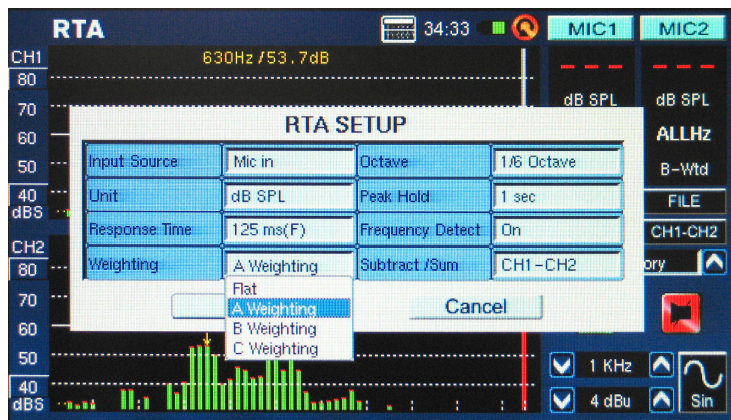 RTA
34:33
MIC1
MIC2
CH1
630Hz/53.7dB
80
70
60
50
40
dBS
--- ---
dB SPL
dB SPL
ALLHz
B-Wtd
FILE
CH1-CH2
ory
RTA SETUP
Input Source
Mic in
Octave
1/6 Octave
Unit
dB SPL
Peak Hold
1 sec
Response Time
125 ms(F)
Frequency Detect
On
Weighting
A Weighting
Subtract /Sum
CH1-CH2
Flat
A Weighting
B Weighting
C Weighting
Cancel
CH2
80
70
60
50
40
dBS
1 KHz
4 dBu
Sin